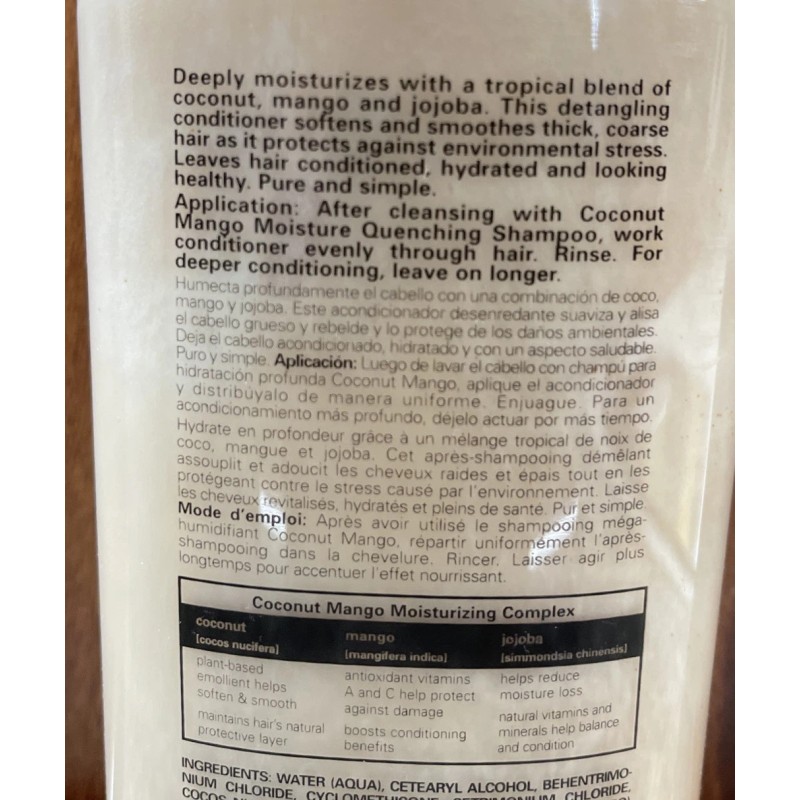 Deeply moisturizes with a tropical blend of
coconut, mango and jojoba. This detangling
conditioner softens and smoothes thick, coarse
hair as it protects against environmental stress.
Leaves hair conditioned, hydrated and looking
healthy. Pure and simple.
Application: After cleansing with Coconut
Mango Moisture Quenching Shampoo, work
conditioner evenly through hair. Rinse. For
deeper conditioning, leave on longer.
Humecta profundamente el cabello con una combinación de coco,
mango y jojoba. Este acondicionador desenredante suaviza y alisa
el cabello grueso y rebelde y lo protege de los daños ambientales.
Deja el cabello acondicionado, hidratado y con un aspecto saludable.
Puro y simple. Aplicación: Luego de lavar el cabello con champú para
hidratación profunda Coconut Mango, aplique el acondicionador
y distribúyalo de manera uniforme. Enjuague. Para un
acondicionamiento más profundo, déjelo actuar por más tiempo.
Hydrate en profondeur grâce à un mélange tropical de noix de
coco, mangue et jojoba. Cet après-shampooing démêlant
assouplit et adoucit les cheveux raides et épais tout en les
protégeant contre le stress causé par l'environnement. Laisse
les cheveux revitalisés, hydratés et pleins de santé. Pur et simple.
Mode d'emploi: Après avoir utilisé le shampooing méga-
humidifiant Coconut Mango, répartir uniformément l'après-
shampooing dans la chevelure. Rincer. Laisser agir plus
longtemps pour accentuer l'effet nourrissant.
Coconut Mango Moisturizing Complex
coconut mango jojoba
[cocos nucifera] [mangifera indica] [simmondsia chinensis]
plant-based antioxidant vitamins helps reduce
emollient helps A and C help protect moisture loss
soften & smooth against damage
maintains hair's natural boosts conditioning natural vitamins and
protective layer benefits minerals help balance
and condition
INGREDIENTS: WATER (AQUA), CETEARYL ALCOHOL, BEHENTRIMO-
NIUM CHLORIDE, CYCLOMETHICONE, CETRIMONIUM CHLORIDE,
COCOS